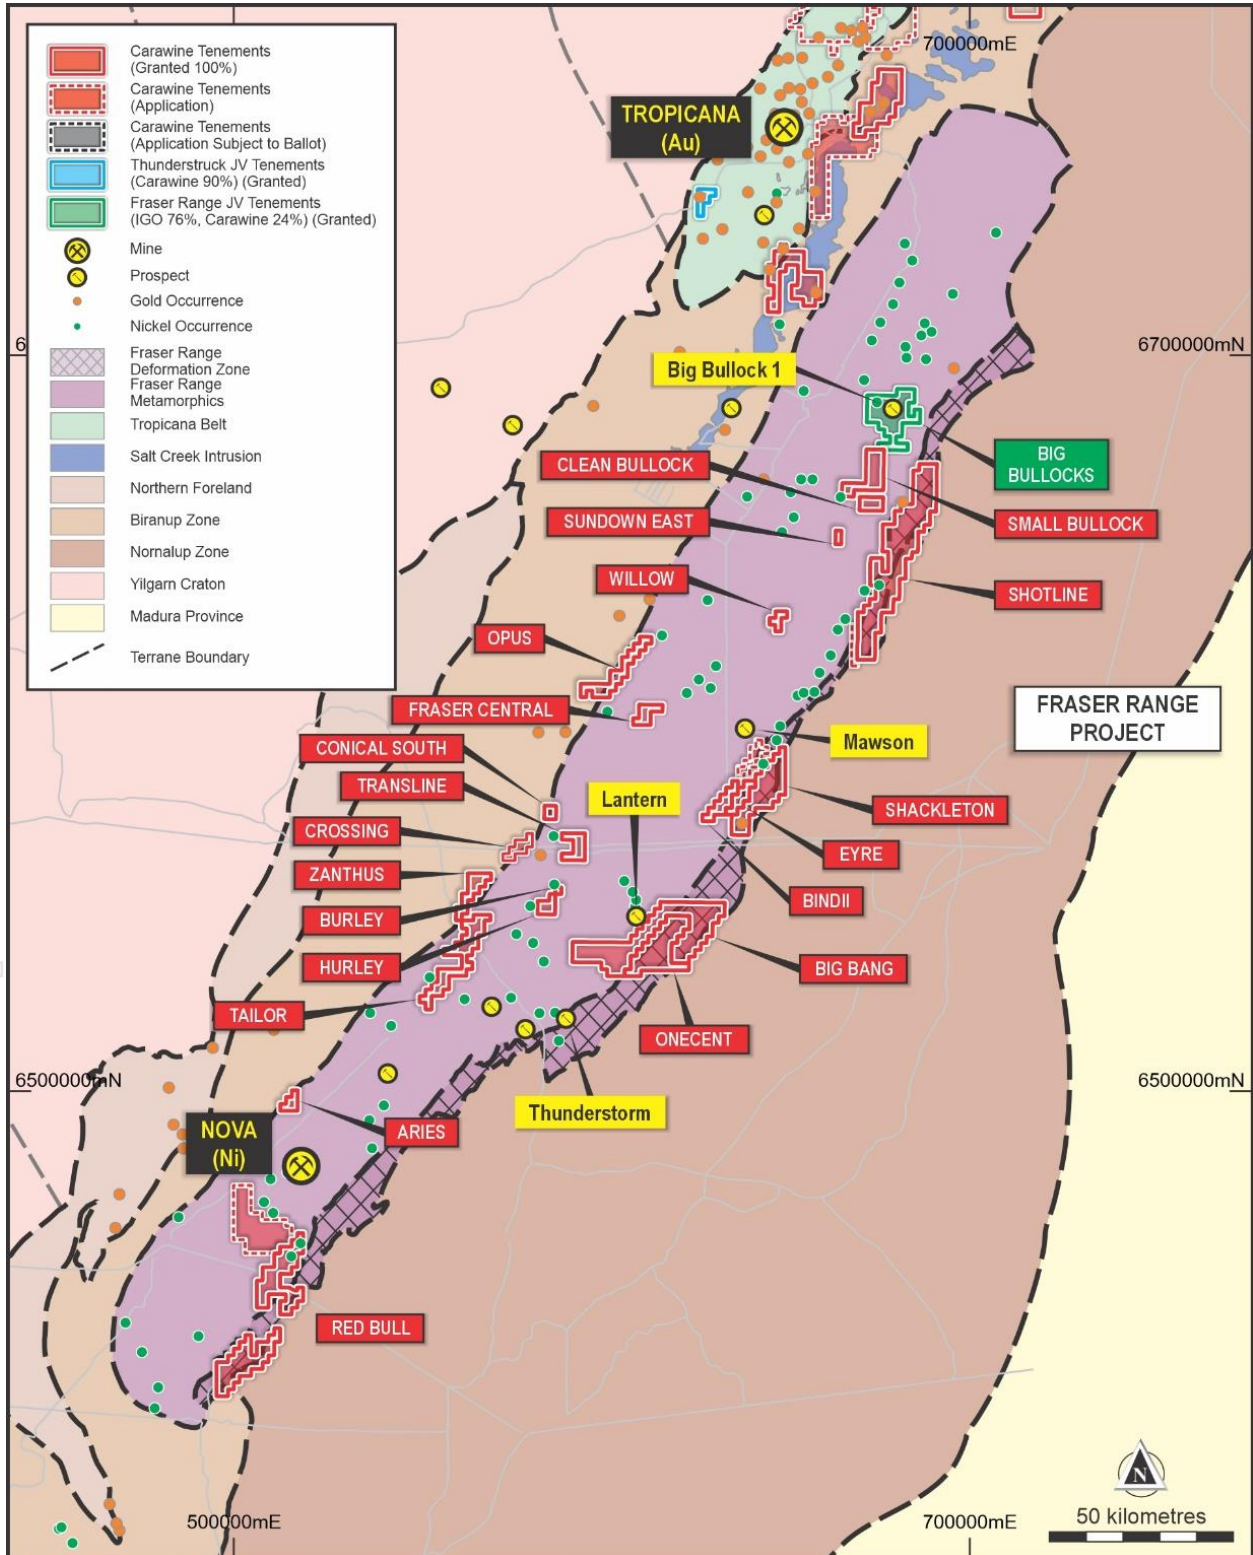 Carawine Tenements
(Granted 100%)
Carawine Tenements
(Application)
Carawine Tenements
(Application Subject to Ballot)
Thunderstruck JV Tenements
(Carawine 90%) (Granted)
Fraser Range JV Tenements
(IGO 76%, Carawine 24%) (Granted)
Mine
Prospect
Gold Occurrence
Nickel Occurrence
Fraser Range
Deformation Zone
Fraser Range
Metamorphics
Tropicana Belt
Salt Creek Intrusion
Northern Foreland
Biranup Zone
Nornalup Zone
Yilgarn Craton
Madura Province
Terrane Boundary
700000mE
TROPICANA
(Au)
6
6700000mN
Big Bullock 1
CLEAN BULLOCK
BIG
BULLOCKS
SUNDOWN EAST
SMALL BULLOCK
WILLOW
SHOTLINE
OPUS
FRASER CENTRAL
FRASER RANGE
PROJECT
CONICAL SOUTH
Mawson
TRANSLINE
Lantern
SHACKLETON
CROSSING
EYRE
ZANTHUS
BINDII
BURLEY
HURLEY
BIG BANG
TAILOR
ONECENT
6500000mN
6500000mN
Thunderstorm
NOVA
(Ni)
ARIES
RED BULL
N
500000mE
700000mE
50 kilometres